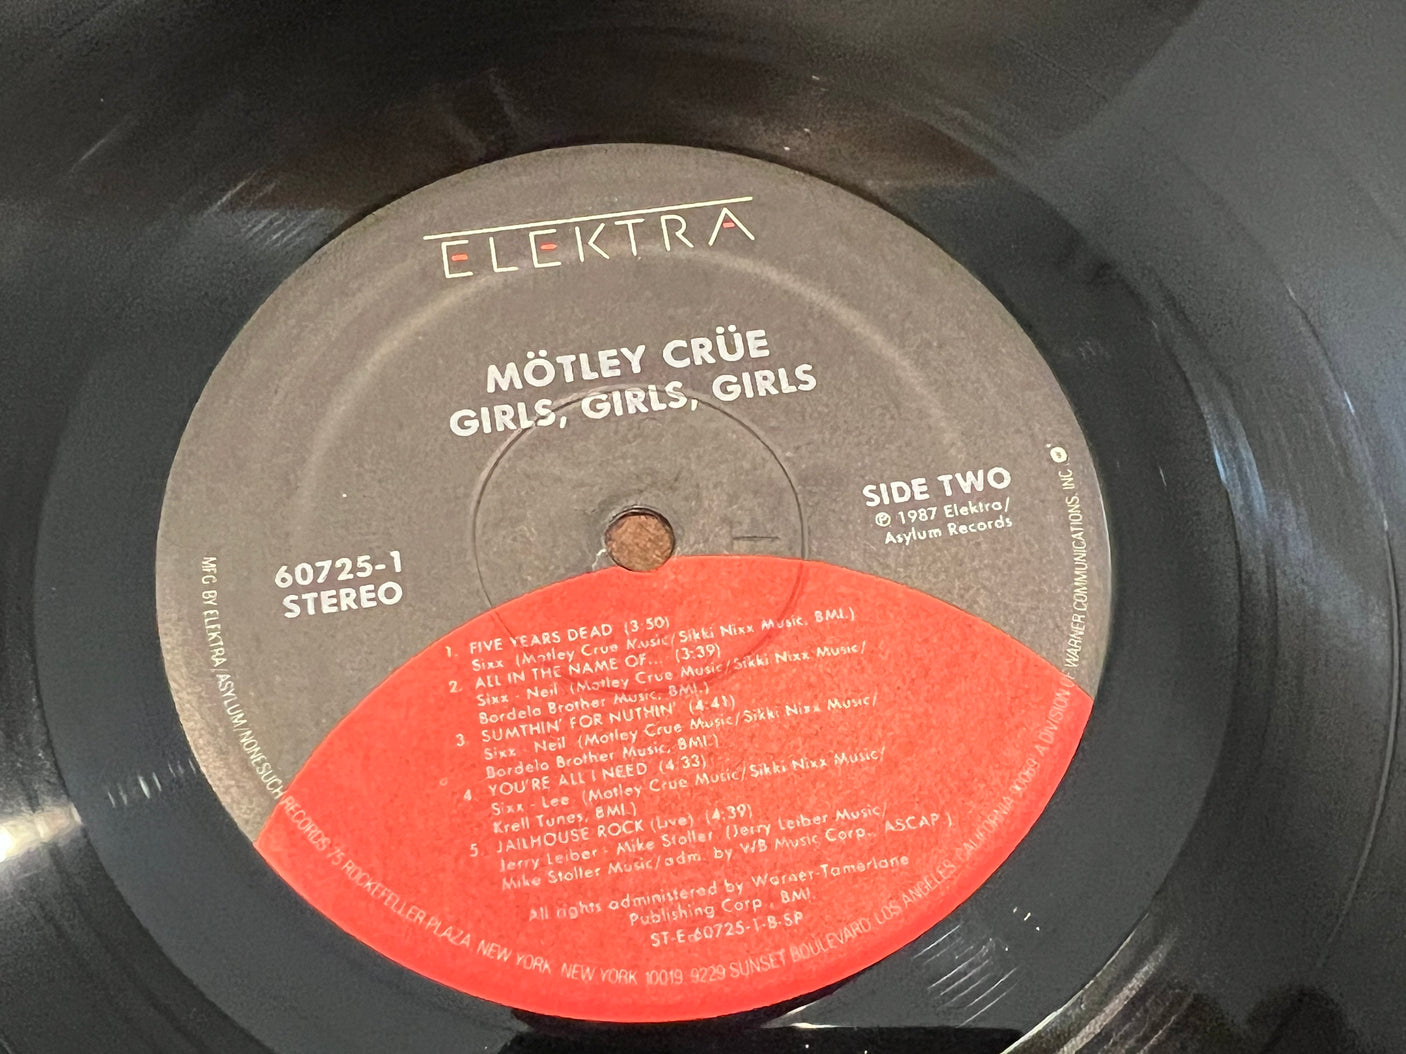 ELEKTRA
MÖTLEY CRÜE
GIRLS, GIRLS, GIRLS
SIDE TWO
℗ 1987 Elektra/
Asylum Records
60725-1
STEREO
1. FIVE YEARS DEAD (3:50)
Sixx (Motley Crue Music/Sikki Nixx Music, BMI.)
2. ALL IN THE NAME OF... (3:39)
Sixx - Neil (Motley Crue Music/Sikki Nixx Music/
Bordelo Brother Music, BMI.)
3. SUMTHIN' FOR NUTHIN' (4:41)
Sixx - Neil (Motley Crue Music/Sikki Nixx Music/
Bordelo Brother Music, BMI.)
4. YOU'RE ALL I NEED (4:33)
Sixx - Lee (Motley Crue Music/Sikki Nixx Music/
Krell Tunes, BMI.)
5. JAILHOUSE ROCK (Live) (4:39)
Jerry Leiber - Mike Stoller (Jerry Leiber Music/
Mike Stoller Music/adm. by WB Music Corp., ASCAP.)
All rights administered by Warner-Tamerlane
Publishing Corp., BMI.
ST-E-60725-1-B-SP
MFG BY ELEKTRA/ASYLUM/NONESUCH RECORDS 75 ROCKEFELLER PLAZA NEW YORK NEW YORK 10019 9229 SUNSET BOULEVARD LOS ANGELES, CALIFORNIA 90069 A DIVISION OF WARNER COMMUNICATIONS INC.